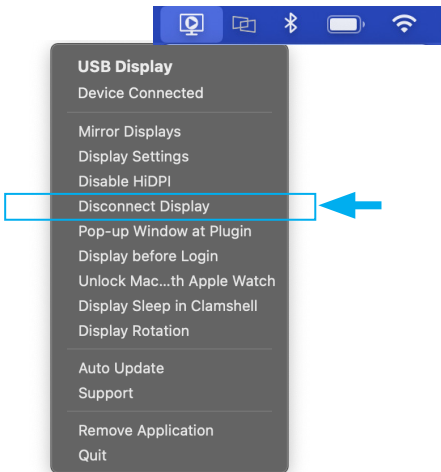 USB Display
Device Connected
Mirror Displays
Display Settings
Disable HiDPI
Disconnect Display
Pop-up Window at Plugin
Display before Login
Unlock Mac...th Apple Watch
Display Sleep in Clamshell
Display Rotation
Auto Update
Support
Remove Application
Quit